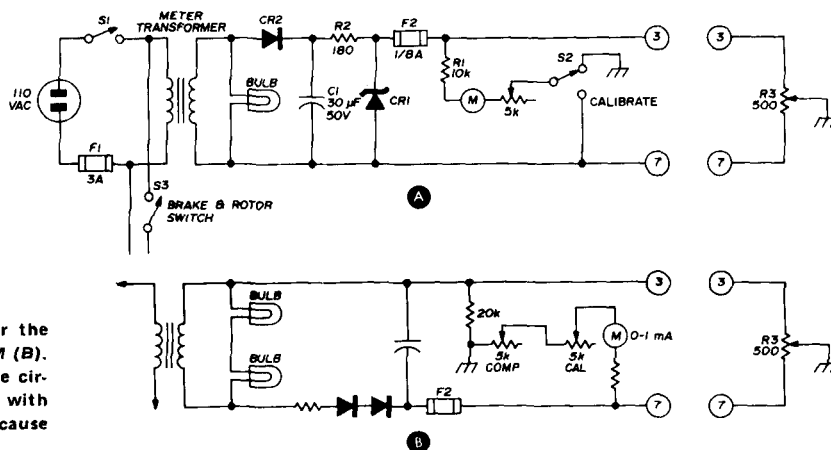 S1
METER
TRANSFORMER
CR2
R2
180
F2
1/8A
3
3
110
VAC
BULB
C1
30 µF
50V
CR1
R1
10k
M
5k
S2
CALIBRATE
R3
500
F1
3A
7
7
S3
BRAKE & ROTOR
SWITCH
A
r the
M (B).
e cir-
with
cause
BULB
BULB
20k
5k
COMP
5k
CAL
M
0-1 mA
3
3
R3
500
F2
7
7
B